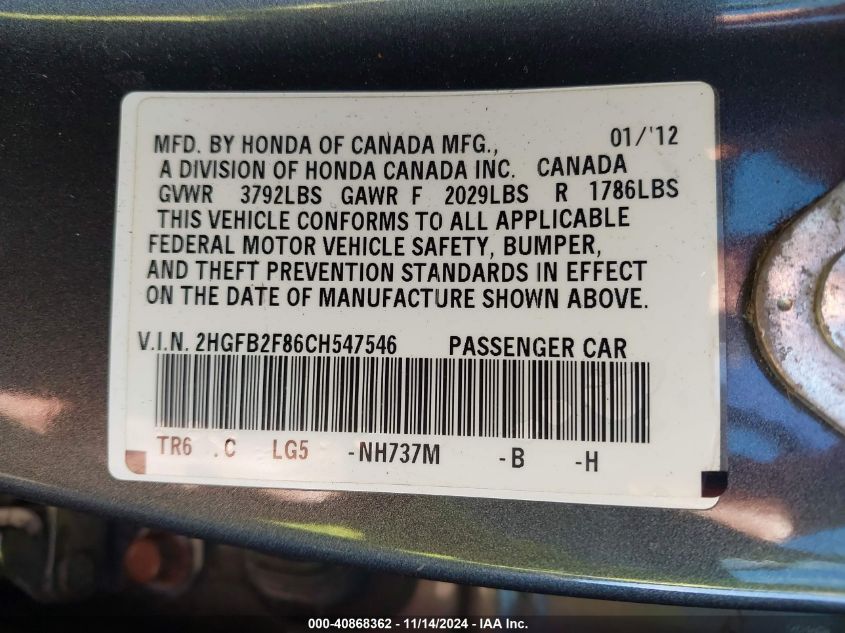 MFD. BY HONDA OF CANADA MFG., 01/'12
A DIVISION OF HONDA CANADA INC. CANADA
GVWR 3792LBS GAWR F 2029LBS R 1786LBS
THIS VEHICLE CONFORMS TO ALL APPLICABLE
FEDERAL MOTOR VEHICLE SAFETY, BUMPER,
AND THEFT PREVENTION STANDARDS IN EFFECT
ON THE DATE OF MANUFACTURE SHOWN ABOVE.
V.I.N. 2HGFB2F86CH547546 PASSENGER CAR
TR6 .C LG5 -NH737M -B -H
000-40868362 - 11/14/2024 - IAA Inc.